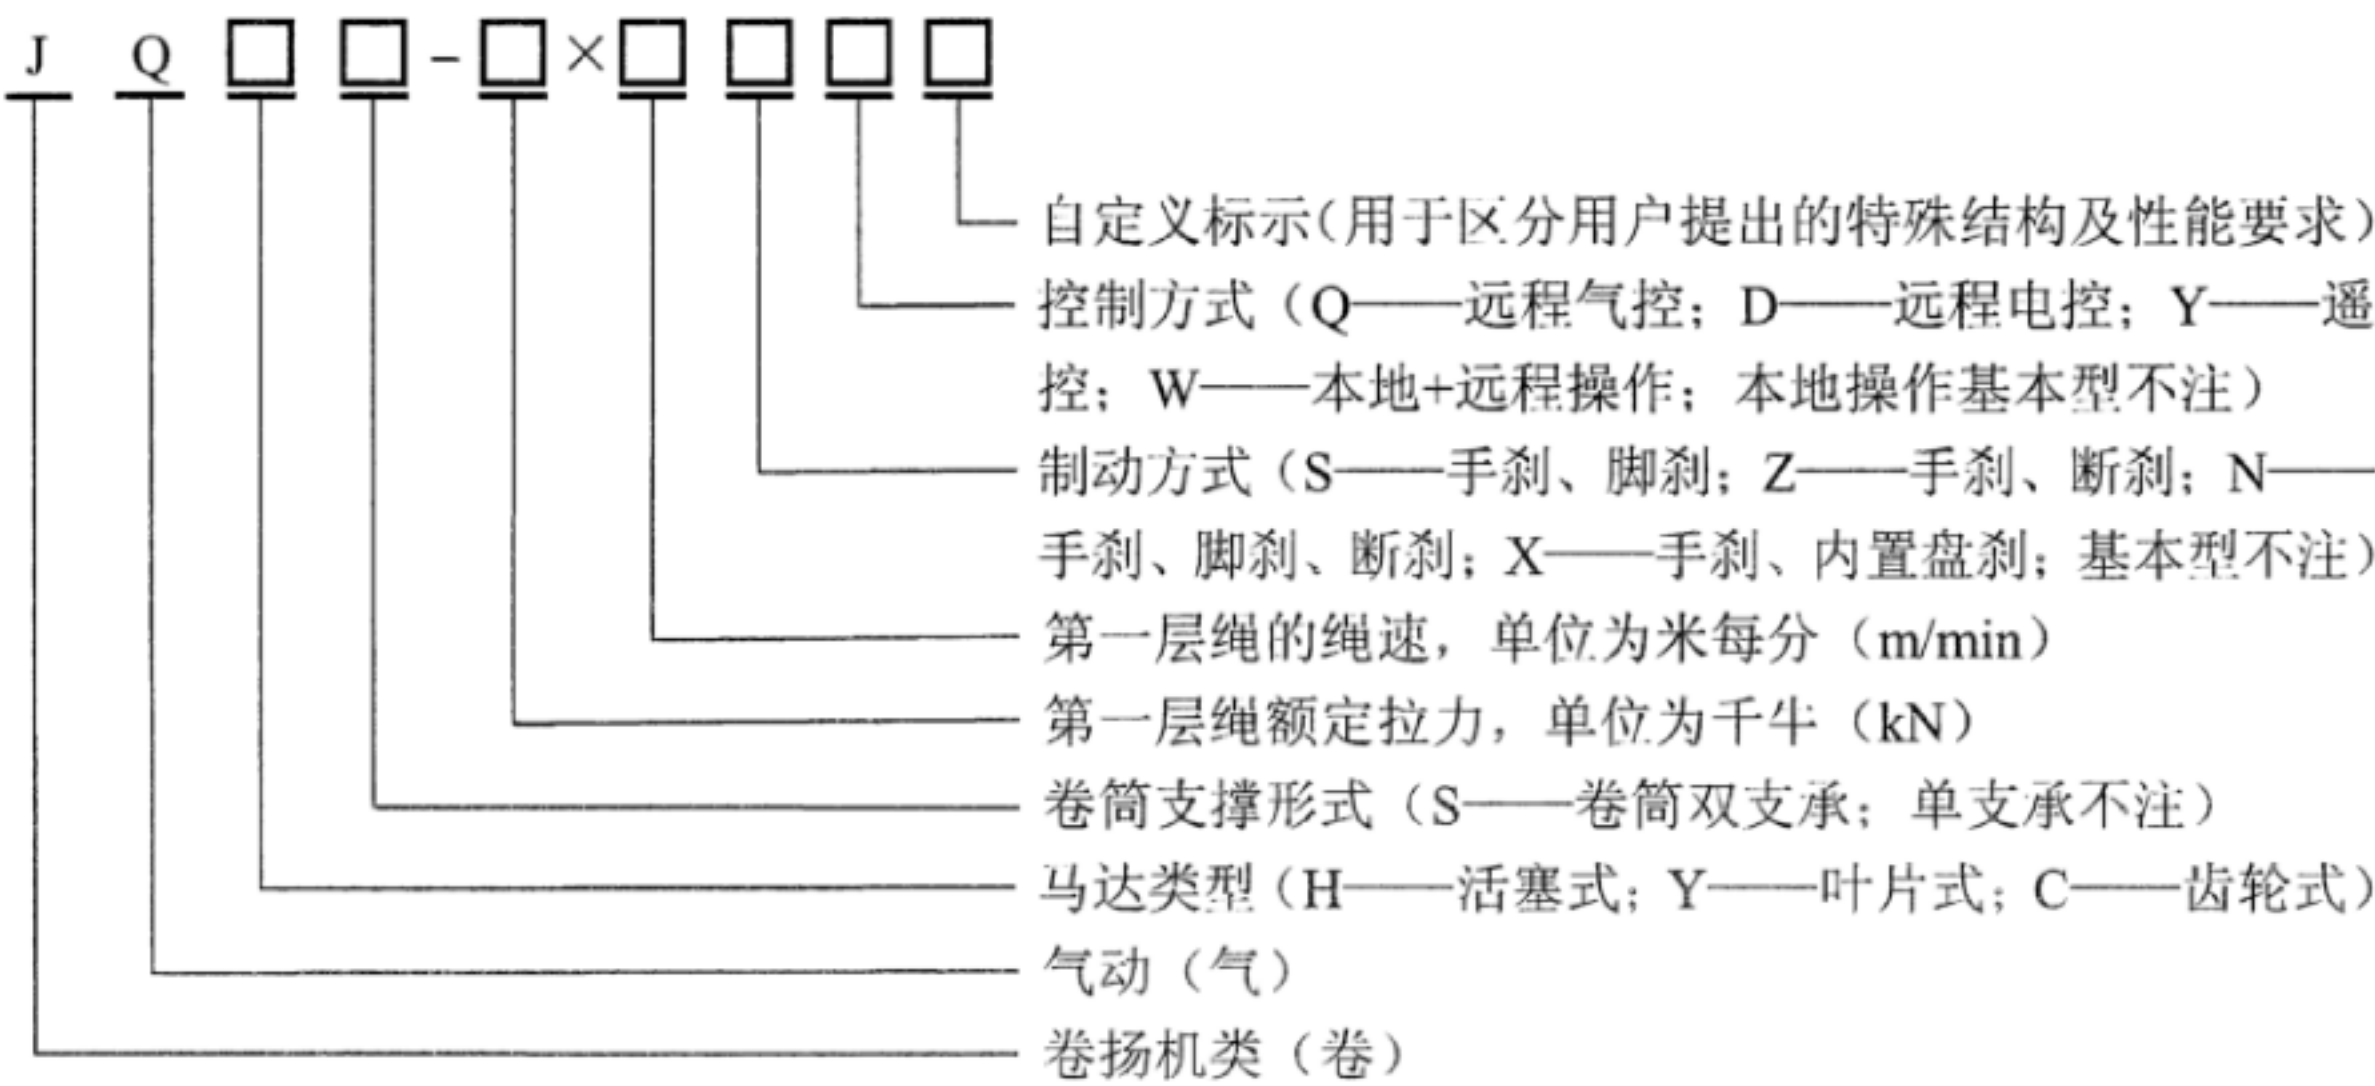 J Q □ □ - □ × □ □ □ □
自定义标示（用于区分用户提出的特殊结构及性能要求）
控制方式（Q——远程气控；D——远程电控；Y——遥
控；W——本地+远程操作；本地操作基本型不注）
制动方式（S——手刹、脚刹；Z——手刹、断刹；N——
手刹、脚刹、断刹；X——手刹、内置盘刹；基本型不注）
第一层绳的绳速，单位为米每分（m/min）
第一层绳额定拉力，单位为千牛（kN）
卷筒支撑形式（S——卷筒双支承；单支承不注）
马达类型（H——活塞式；Y——叶片式；C——齿轮式）
气动（气）
卷扬机类（卷）